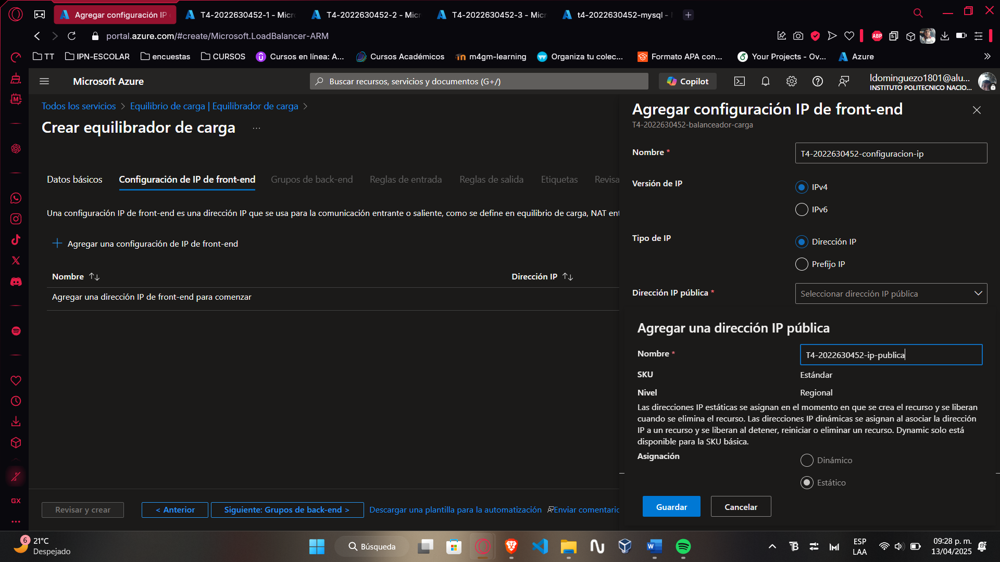 Agregar configuración IP
T4-2022630452-1 - Micr
T4-2022630452-2 - Micr
T4-2022630452-3 - Micr
t4-2022630452-mysql -
portal.azure.com/#create/Microsoft.LoadBalancer-ARM
ABP
TT
IPN-ESCOLAR
encuestas
CURSOS
Cursos en línea: A...
Cursos Académicos
m4gm-learning
Organiza tu colec...
Formato APA con...
Your Projects - Ov...
Azure
Microsoft Azure
Buscar recursos, servicios y documentos (G+/)
Copilot
ldominguezo1801@alu...
INSTITUTO POLITECNICO NACIO...
Todos los servicios > Equilibrio de carga | Equilibrador de carga >
Crear equilibrador de carga ...
Datos básicos
Configuración de IP de front-end
Grupos de back-end
Reglas de entrada
Reglas de salida
Etiquetas
Revisa
Una configuración IP de front-end es una dirección IP que se usa para la comunicación entrante o saliente, como se define en equilibrio de carga, NAT ent
+ Agregar una configuración de IP de front-end
Nombre
Dirección IP
Agregar una dirección IP de front-end para comenzar
Revisar y crear
< Anterior
Siguiente: Grupos de back-end >
Descargar una plantilla para la automatización
Enviar comentaric
Agregar configuración IP de front-end
T4-2022630452-balanceador-carga
Nombre *
T4-2022630452-configuracion-ip
Versión de IP
IPv4
IPv6
Tipo de IP
Dirección IP
Prefijo IP
Dirección IP pública *
Seleccionar dirección IP pública
Agregar una dirección IP pública
Nombre *
T4-2022630452-ip-publica
SKU
Estándar
Nivel
Regional
Las direcciones IP estáticas se asignan en el momento en que se crea el recurso y se liberan
cuando se elimina el recurso. Las direcciones IP dinámicas se asignan al asociar la dirección
IP a un recurso y se liberan al detener, reiniciar o eliminar un recurso. Dynamic solo está
disponible para la SKU básica.
Asignación
Dinámico
Estático
Guardar
Cancelar
GX
6
21°C
Despejado
Búsqueda
ESP
LAA
09:28 p. m.
13/04/2025